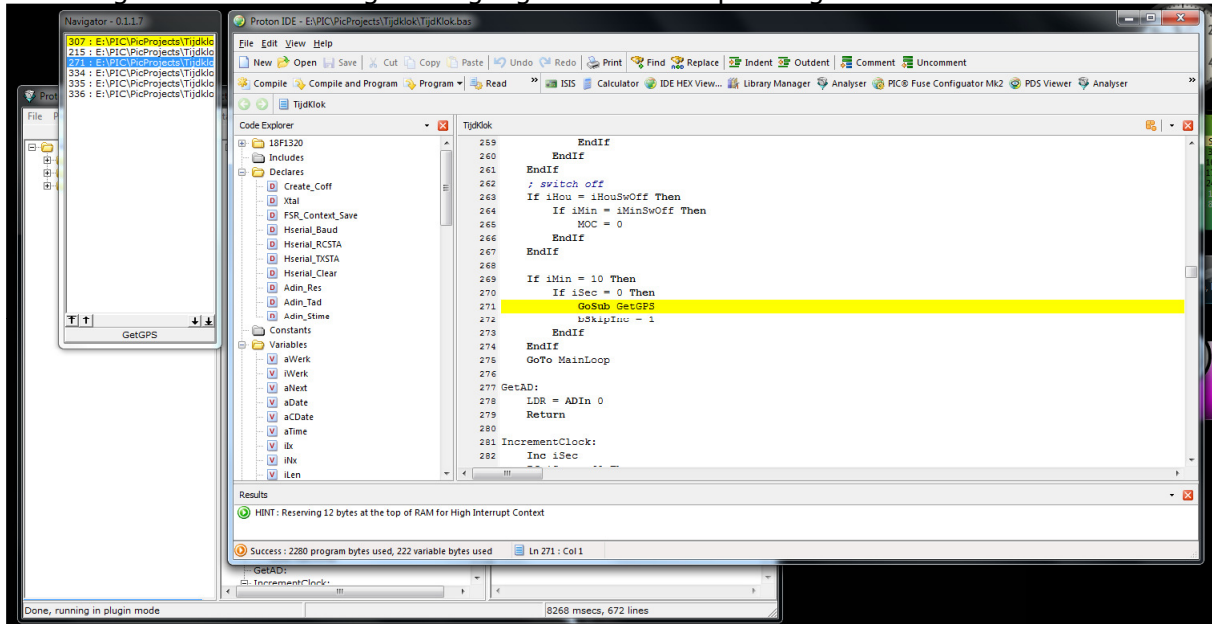 Navigator - 0.1.1.7
307 : E:\PIC\PicProjects\Tijdklo
215 : E:\PIC\PicProjects\Tijdklo
271 : E:\PIC\PicProjects\Tijdklo
334 : E:\PIC\PicProjects\Tijdklo
335 : E:\PIC\PicProjects\Tijdklo
336 : E:\PIC\PicProjects\Tijdklo
GetGPS
Prot
File
Proton IDE - E:\PIC\PicProjects\Tijdklok\TijdKlok.bas
File Edit View Help
New Open Save Cut Copy Paste Undo Redo Print Find Replace Indent Outdent Comment Uncomment
Compile Compile and Program Program Read » ISIS Calculator IDE HEX View... Library Manager Analyser PIC® Fuse Configuator Mk2 PDS Viewer Analyser »
TijdKlok
Code Explorer
18F1320
Includes
Declares
Create_Coff
Xtal
FSR_Context_Save
Hserial_Baud
Hserial_RCSTA
Hserial_TXSTA
Hserial_Clear
Adin_Res
Adin_Tad
Adin_Stime
Constants
Variables
aWerk
iWerk
aNext
aDate
aCDate
aTime
iIx
iNx
iLen
TijdKlok
259 EndIf
260 EndIf
261 EndIf
262 ; switch off
263 If iHou = iHouSwOff Then
264 If iMin = iMinSwOff Then
265 MOC = 0
266 EndIf
267 EndIf
268
269 If iMin = 10 Then
270 If iSec = 0 Then
271 GoSub GetGPS
272 bSkipInc = 1
273 EndIf
274 EndIf
275 GoTo MainLoop
276
277 GetAD:
278 LDR = ADIn 0
279 Return
280
281 IncrementClock:
282 Inc iSec
Results
HINT : Reserving 12 bytes at the top of RAM for High Interrupt Context
Success : 2280 program bytes used, 222 variable bytes used Ln 271 : Col 1
GetAD:
IncrementClock:
Done, running in plugin mode 8268 msecs, 672 lines